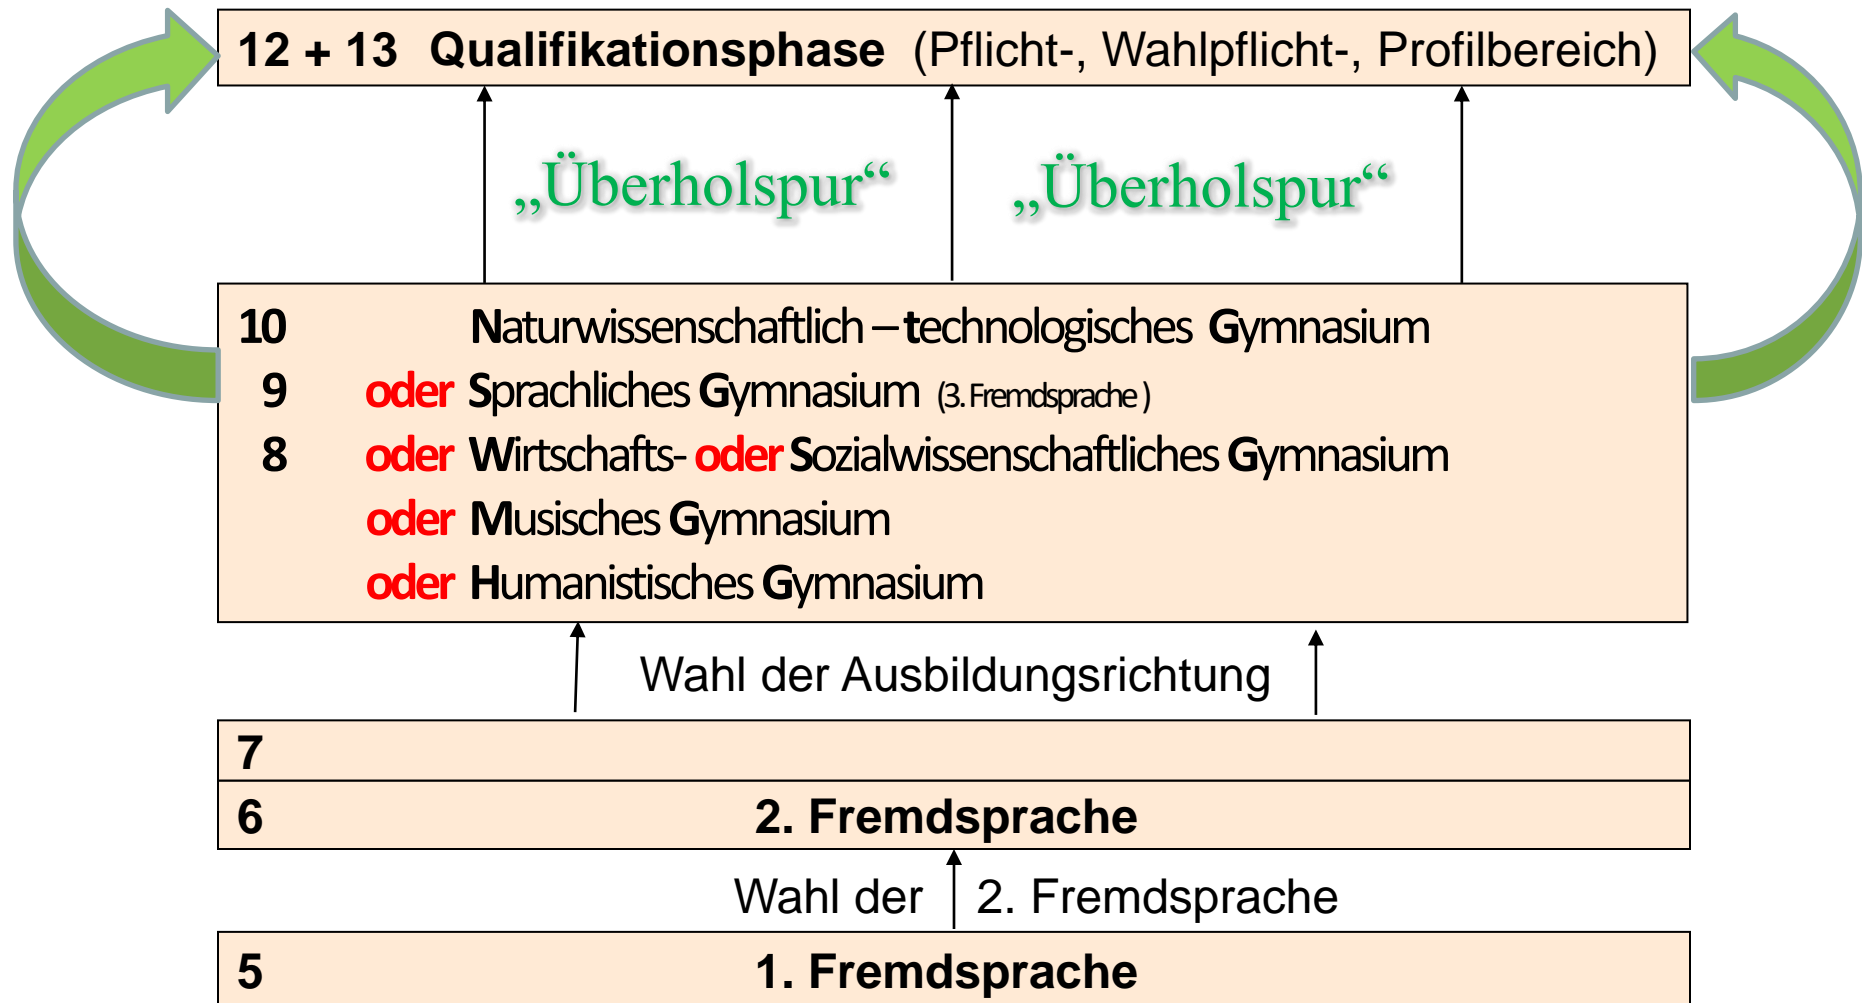 12 + 13 Qualifikationsphase (Pflicht-, Wahlpflicht-, Profilbereich)
„Überholspur“ „Überholspur“
10 Naturwissenschaftlich – technologisches Gymnasium
9 oder Sprachliches Gymnasium (3. Fremdsprache )
8 oder Wirtschafts- oder Sozialwissenschaftliches Gymnasium
oder Musisches Gymnasium
oder Humanistisches Gymnasium
Wahl der Ausbildungsrichtung
7
6 2. Fremdsprache
Wahl der 2. Fremdsprache
5 1. Fremdsprache